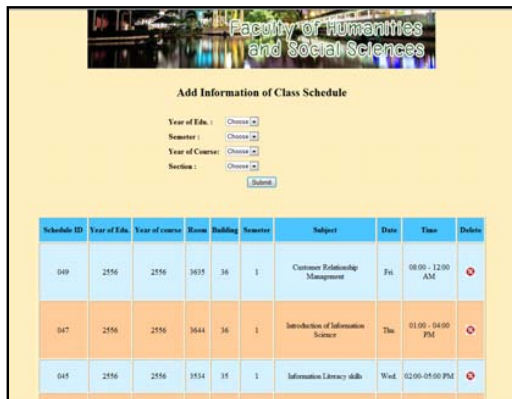 Faculty of Humanities
and Social Sciences
Add Information of Class Schedule
Year of Edu. : Choose
Semeter : Choose
Year of Course: Choose
Section : Choose
Submit
Schedule ID Year of Edu. Year of course Room Building Semeter Subject Date Time Delete
049 2556 2556 3635 36 1 Customer Relationship Management Fri. 08:00 - 12:00 AM
047 2556 2556 3644 36 1 Introduction of Information Science Thu. 01:00 - 04:00 PM
045 2556 2556 3534 35 1 Information Literacy skills Wed. 02:00-05:00 PM